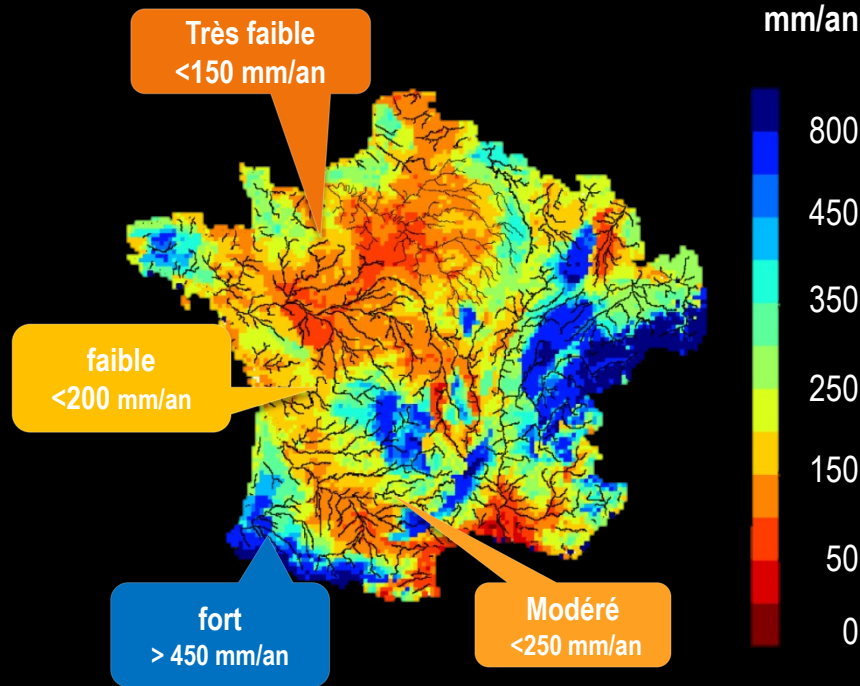 Très faible
<150 mm/an
mm/an
800
450
350
250
150
50
0
faible
<200 mm/an
fort
> 450 mm/an
Modéré
<250 mm/an